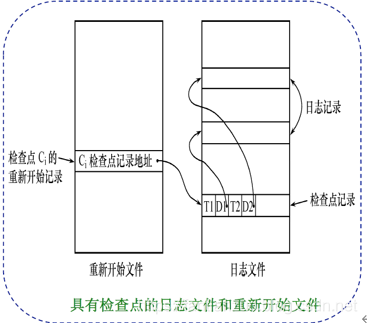 日志记录
检查点 Ci 的
重新开始记录
Ci 检查点记录地址
T1 D1 T2 D2
检查点记录
重新开始文件
日志文件
具有检查点的日志文件和重新开始文件